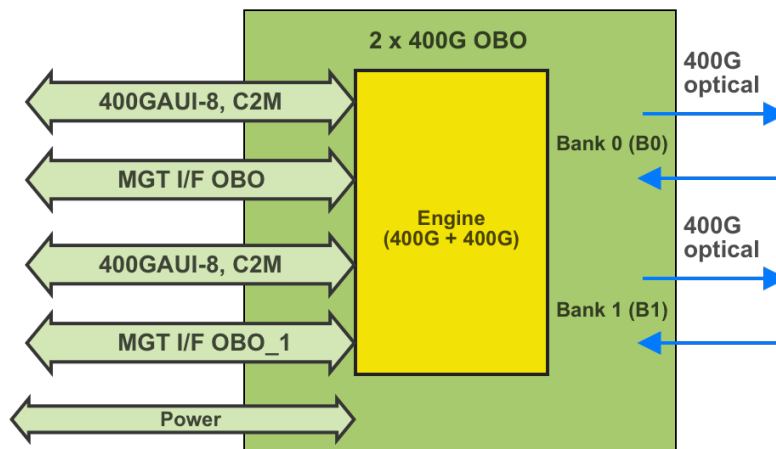 2 x 400G OBO
400GAUI-8, C2M
MGT I/F OBO
400GAUI-8, C2M
MGT I/F OBO_1
Power
Engine
(400G + 400G)
Bank 0 (B0)
Bank 1 (B1)
400G
optical
400G
optical